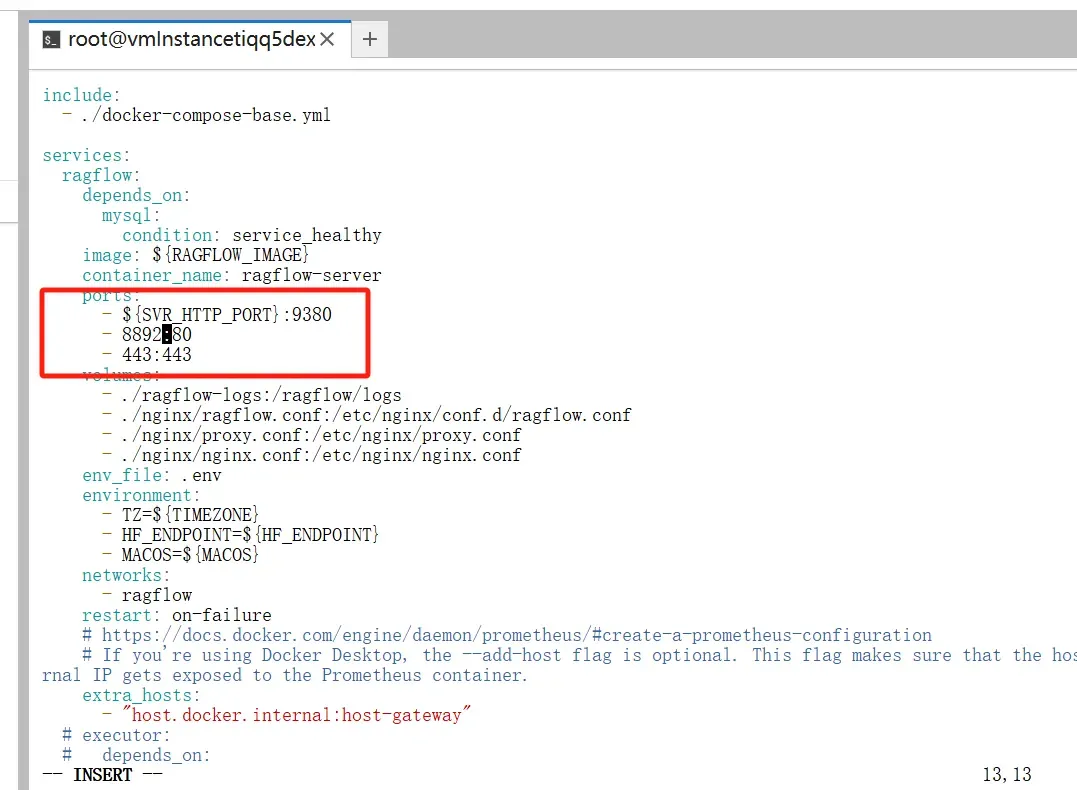 root@vmInstancetiqq5dex
include:
  - ./docker-compose-base.yml
services:
  ragflow:
    depends_on:
      mysql:
        condition: service_healthy
    image: ${RAGFLOW_IMAGE}
    container_name: ragflow-server
    ports:
      - ${SVR_HTTP_PORT}:9380
      - 8892:80
      - 443:443
    volumes:
      - ./ragflow-logs:/ragflow/logs
      - ./nginx/ragflow.conf:/etc/nginx/conf.d/ragflow.conf
      - ./nginx/proxy.conf:/etc/nginx/proxy.conf
      - ./nginx/nginx.conf:/etc/nginx/nginx.conf
    env_file: .env
    environment:
      - TZ=${TIMEZONE}
      - HF_ENDPOINT=${HF_ENDPOINT}
      - MACOS=${MACOS}
    networks:
      - ragflow
    restart: on-failure
    # https://docs.docker.com/engine/daemon/prometheus/#create-a-prometheus-configuration
    # If you're using Docker Desktop, the --add-host flag is optional. This flag makes sure that the hos
rnal IP gets exposed to the Prometheus container.
    extra_hosts:
      - "host.docker.internal:host-gateway"
  # executor:
  #   depends_on:
-- INSERT -- 13,13